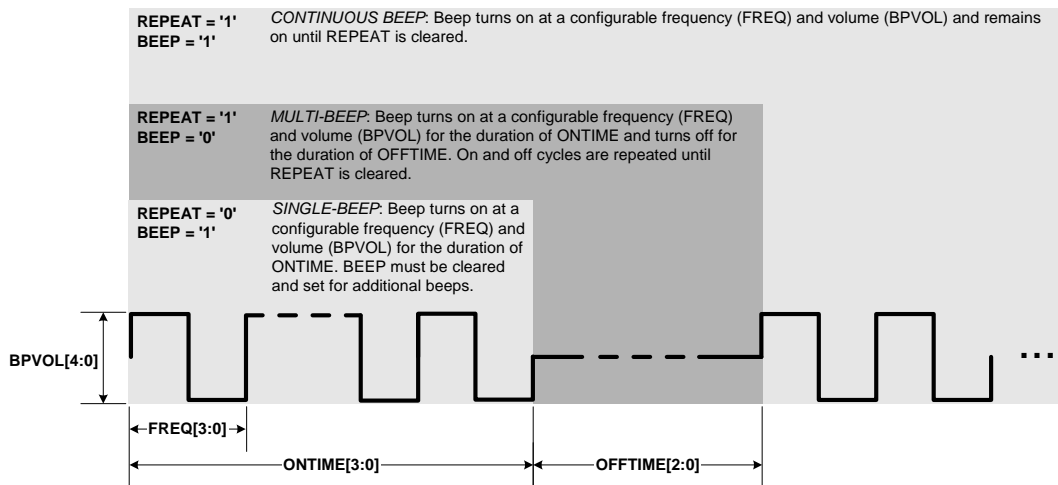 REPEAT = '1'
BEEP = '1'
CONTINUOUS BEEP: Beep turns on at a configurable frequency (FREQ) and volume (BPVOL) and remains
on until REPEAT is cleared.
REPEAT = '1'
BEEP = '0'
MULTI-BEEP: Beep turns on at a configurable frequency (FREQ)
and volume (BPVOL) for the duration of ONTIME and turns off for
the duration of OFFTIME. On and off cycles are repeated until
REPEAT is cleared.
REPEAT = '0'
BEEP = '1'
SINGLE-BEEP: Beep turns on at a
configurable frequency (FREQ) and
volume (BPVOL) for the duration of
ONTIME. BEEP must be cleared
and set for additional beeps.
BPVOL[4:0]
...
FREQ[3:0]
ONTIME[3:0]
OFFTIME[2:0]